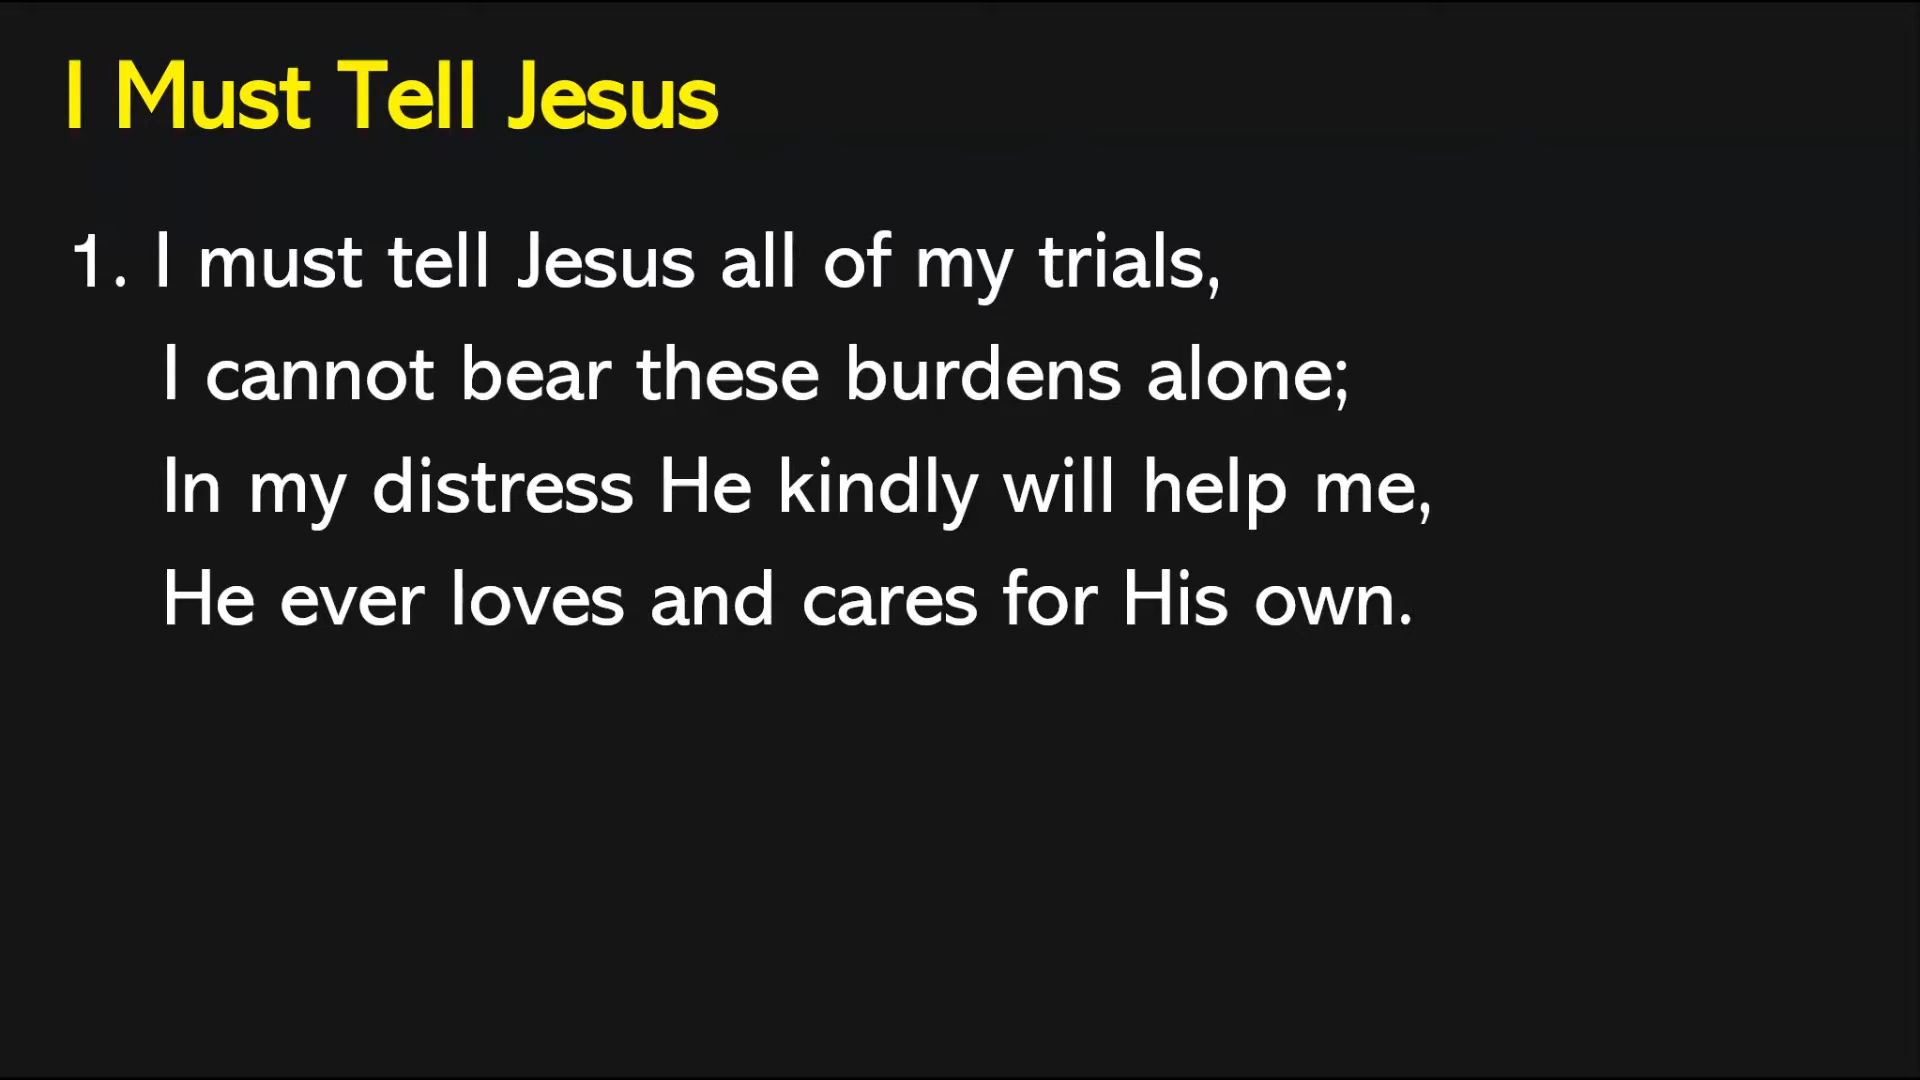 I Must Tell Jesus
1. I must tell Jesus all of my trials,
I cannot bear these burdens alone;
In my distress He kindly will help me,
He ever loves and cares for His own.